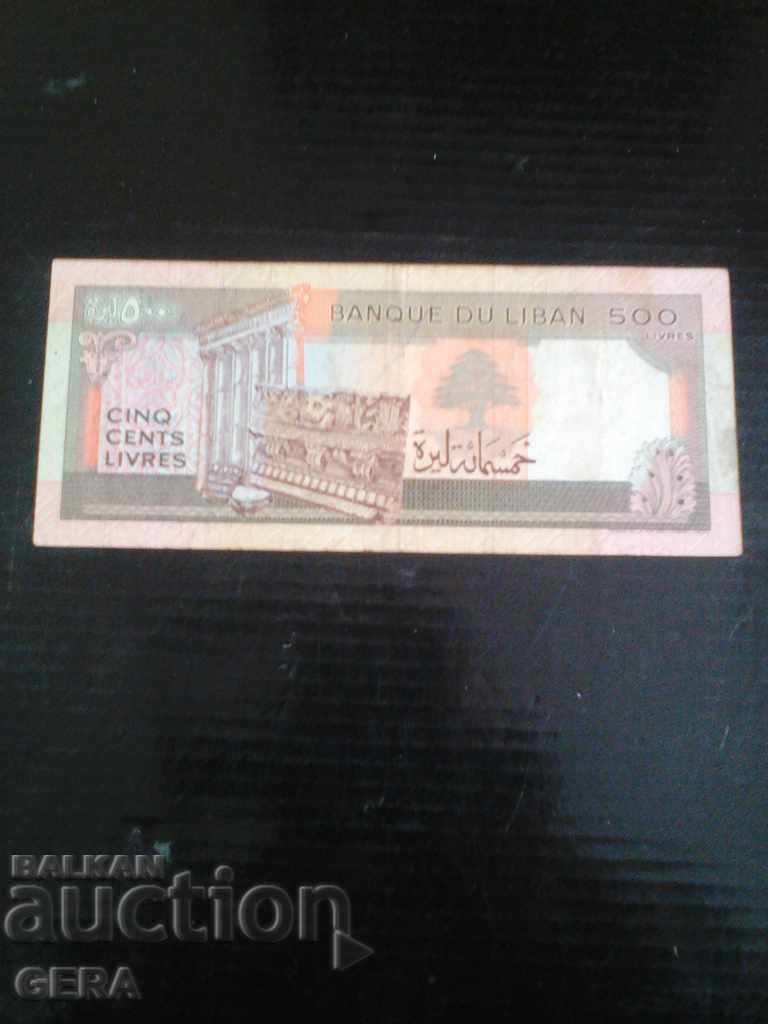 ٥٠٠ ليرة
BANQUE DU LIBAN 500
LIVRES
CINQ
CENTS
LIVRES
خمسمائة ليرة
BALKAN
auction
GERA